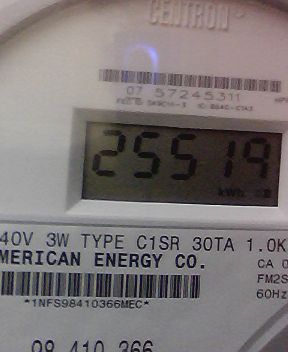 CENTRON
07 57245311
25519
kWh
40V 3W TYPE C1SR 30TA 1.0K
MERICAN ENERGY CO.
CA 0
FM2S
60Hz
*1NFS98410366MEC*
98 410 366